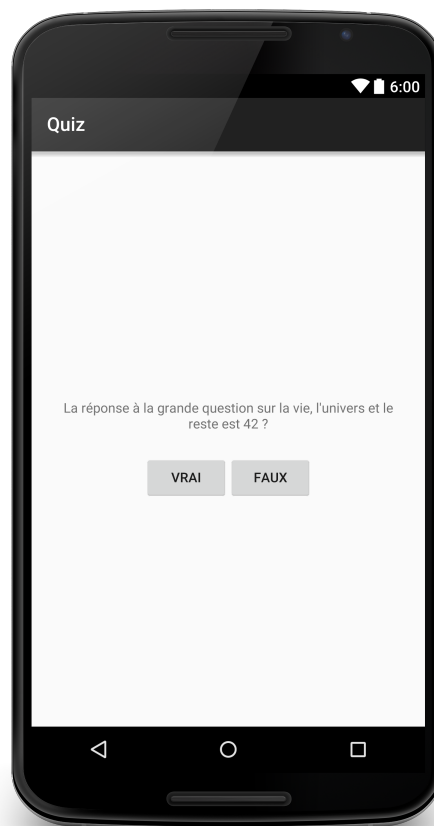 6:00
Quiz
La réponse à la grande question sur la vie, l'univers et le
reste est 42 ?
VRAI FAUX